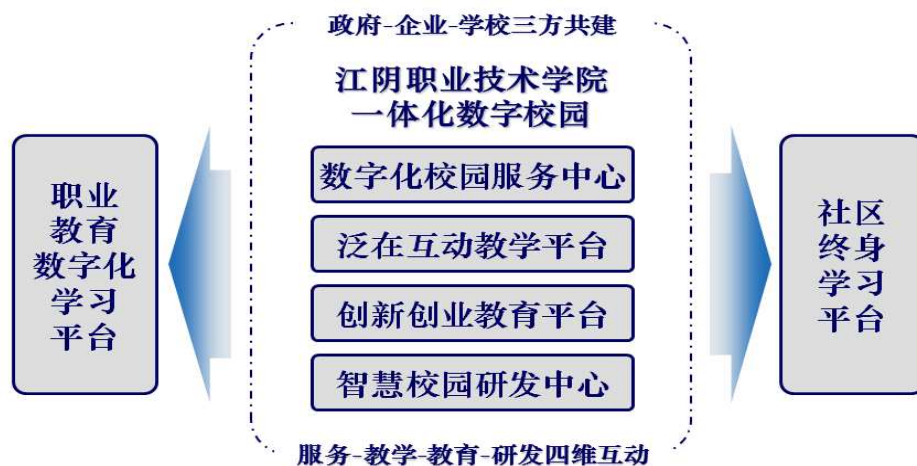 政府-企业-学校三方共建
江阴职业技术学院
一体化数字校园
数字化校园服务中心
泛在互动教学平台
创新创业教育平台
智慧校园研发中心
服务-教学-教育-研发四维互动
职业
教育
数字化
学习
平台
社区
终身
学习
平台